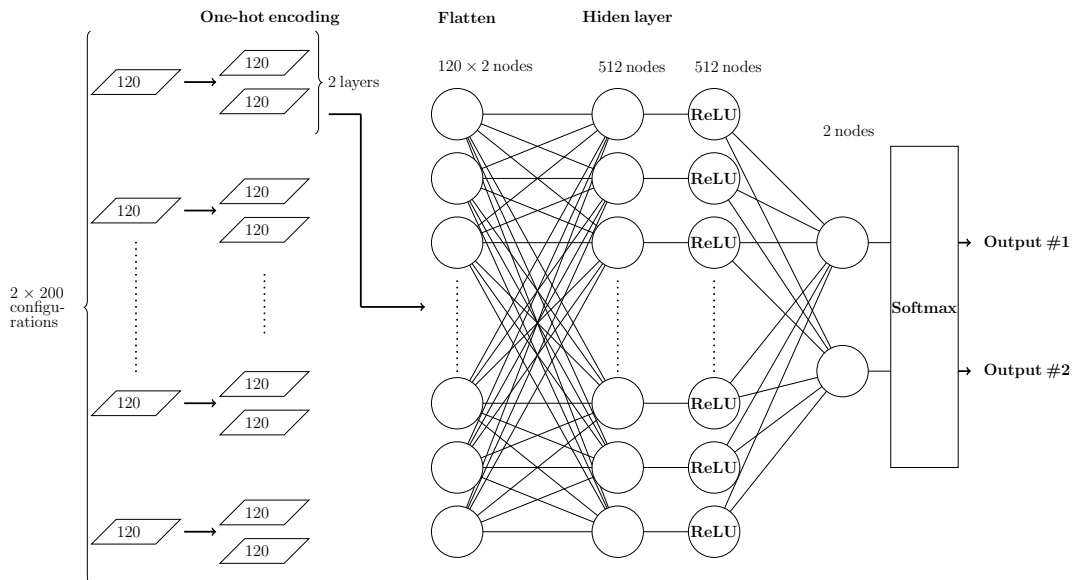 One-hot encoding
Flatten
Hiden layer
120
120
120
2 layers
120 × 2 nodes
512 nodes
512 nodes
ReLU
2 nodes
120
120
120
ReLU
ReLU
Output #1
2 × 200
configu-
rations
Softmax
Output #2
120
120
120
ReLU
ReLU
120
120
120
ReLU